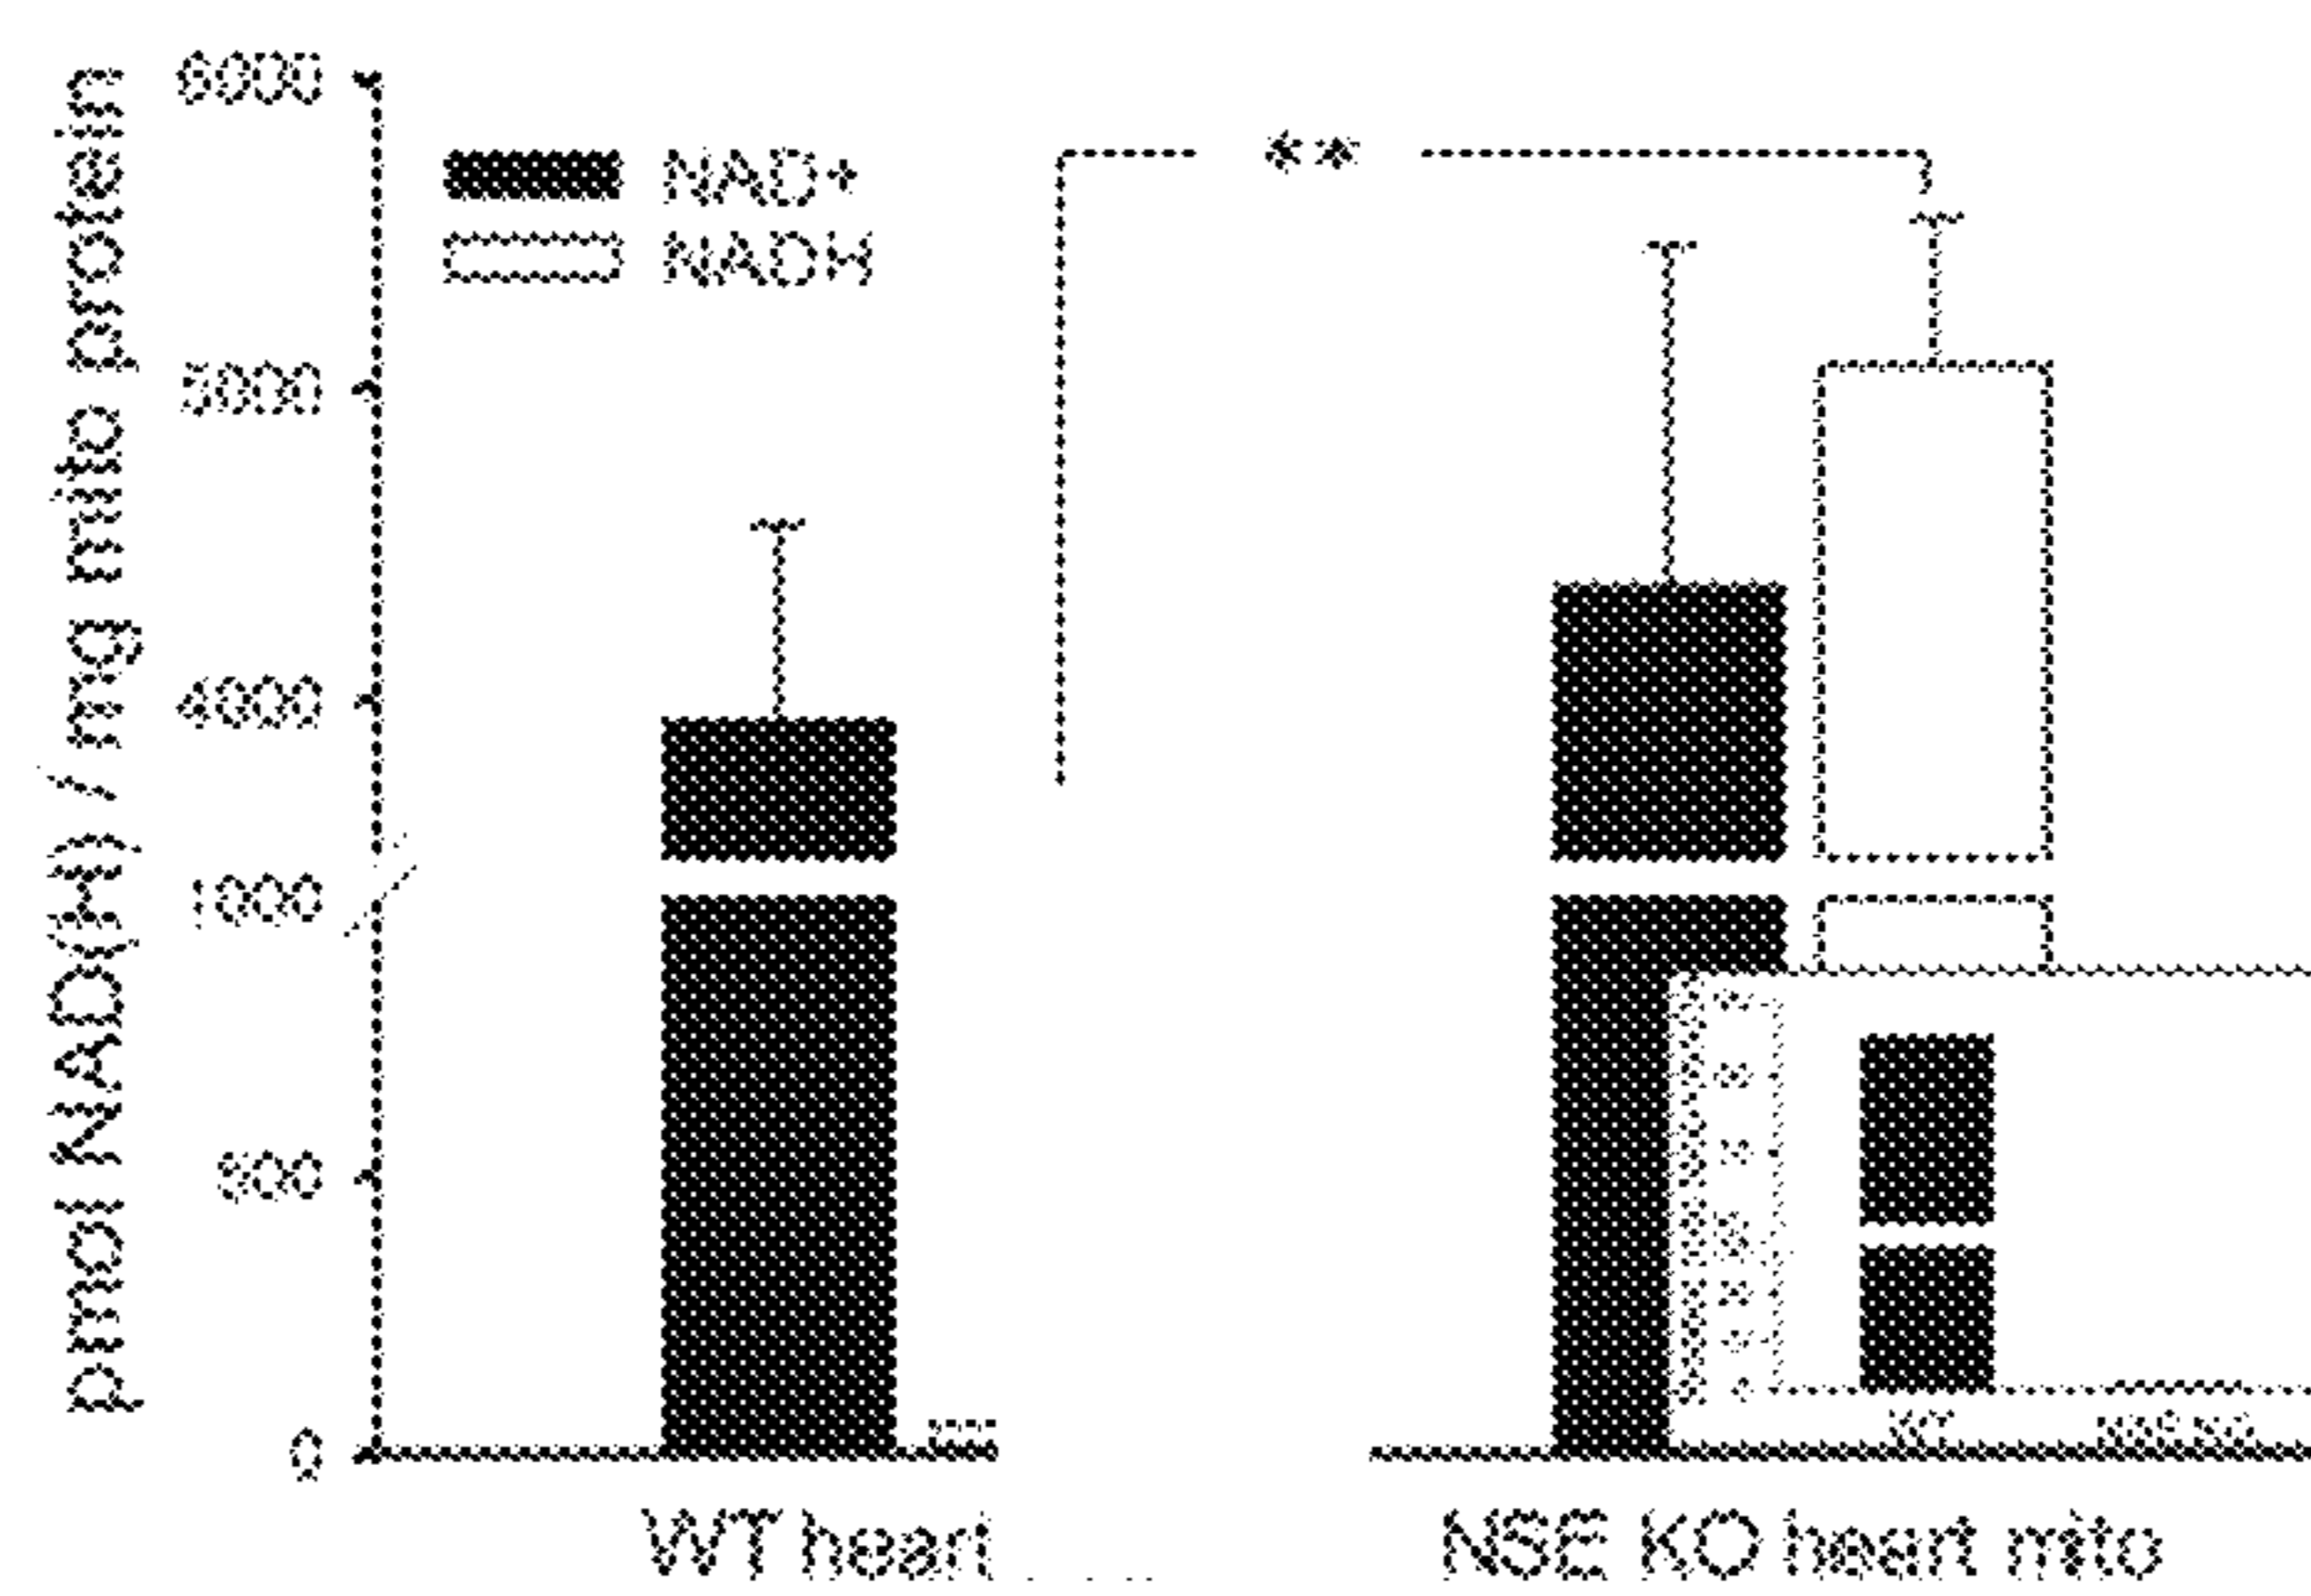 pmol NAD(H) / mg mito protein
6000
5000
4000
1000
500
0
NAD+
NADH
**
WT
WT heart
NSE KO heart mito